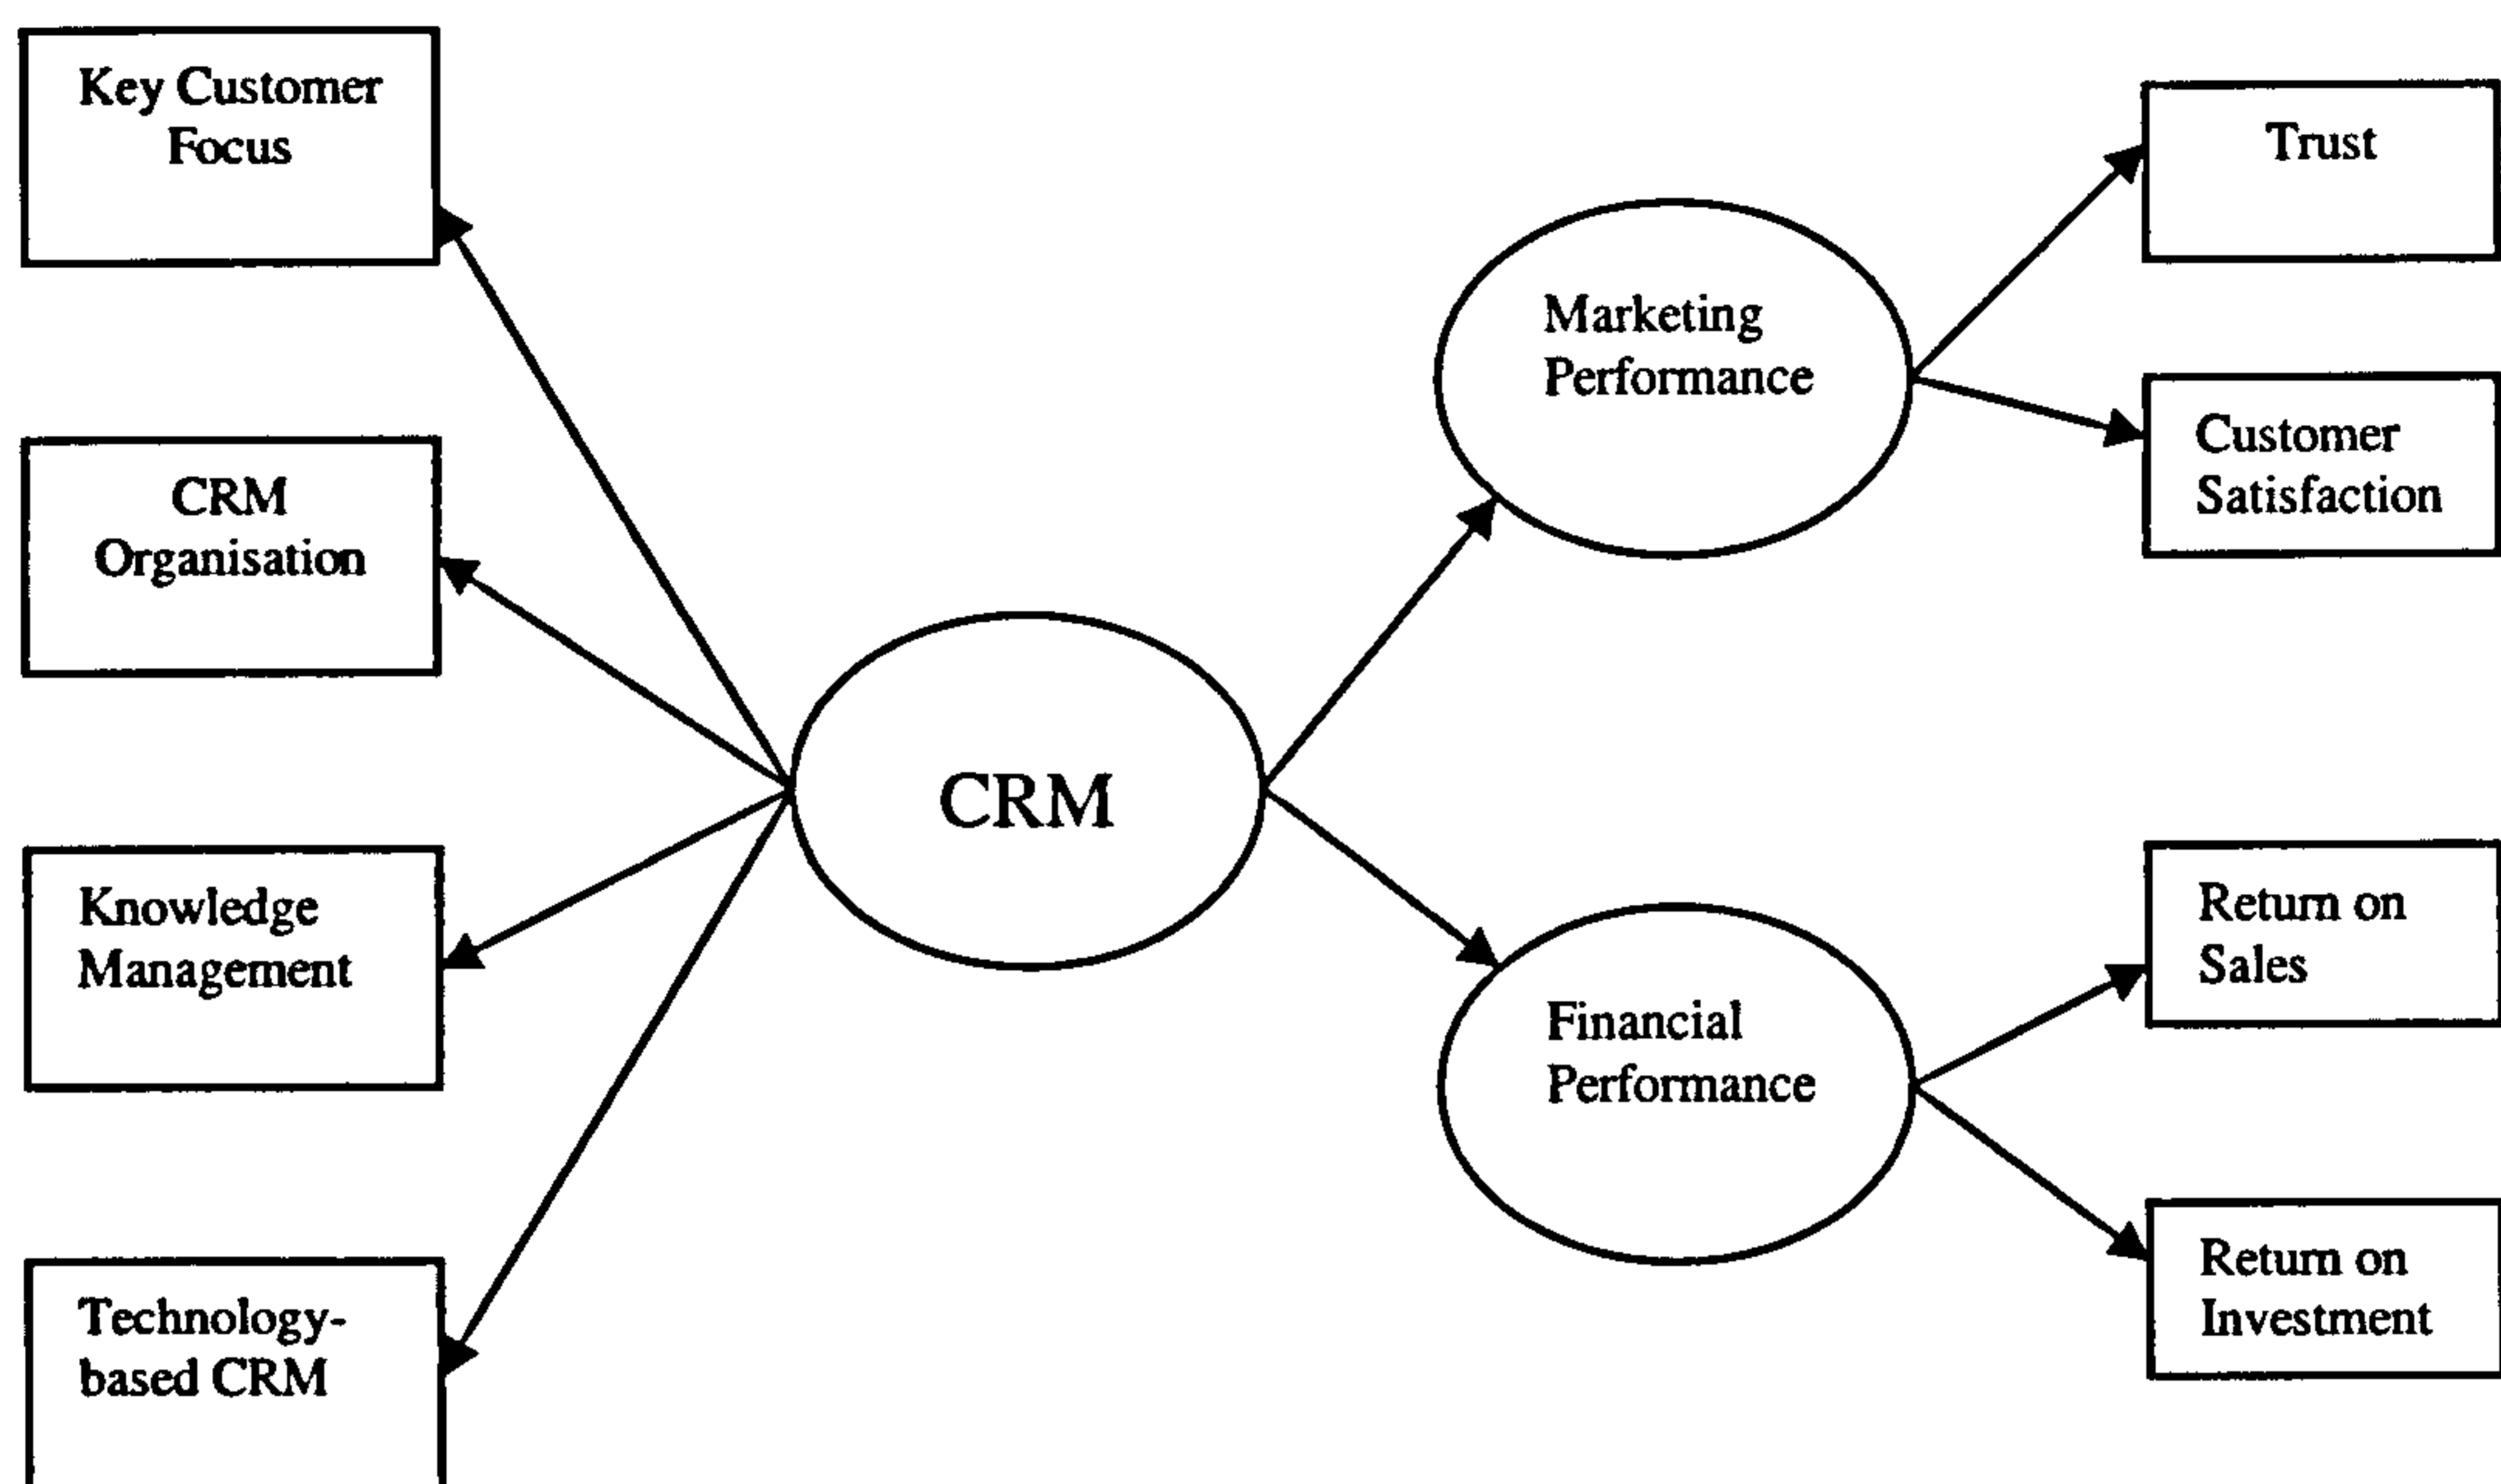 Key Customer
Focus
CRM
Organisation
Knowledge
Management
Technology-
based CRM
CRM
Marketing
Performance
Financial
Performance
Trust
Customer
Satisfaction
Return on
Sales
Return on
Investment